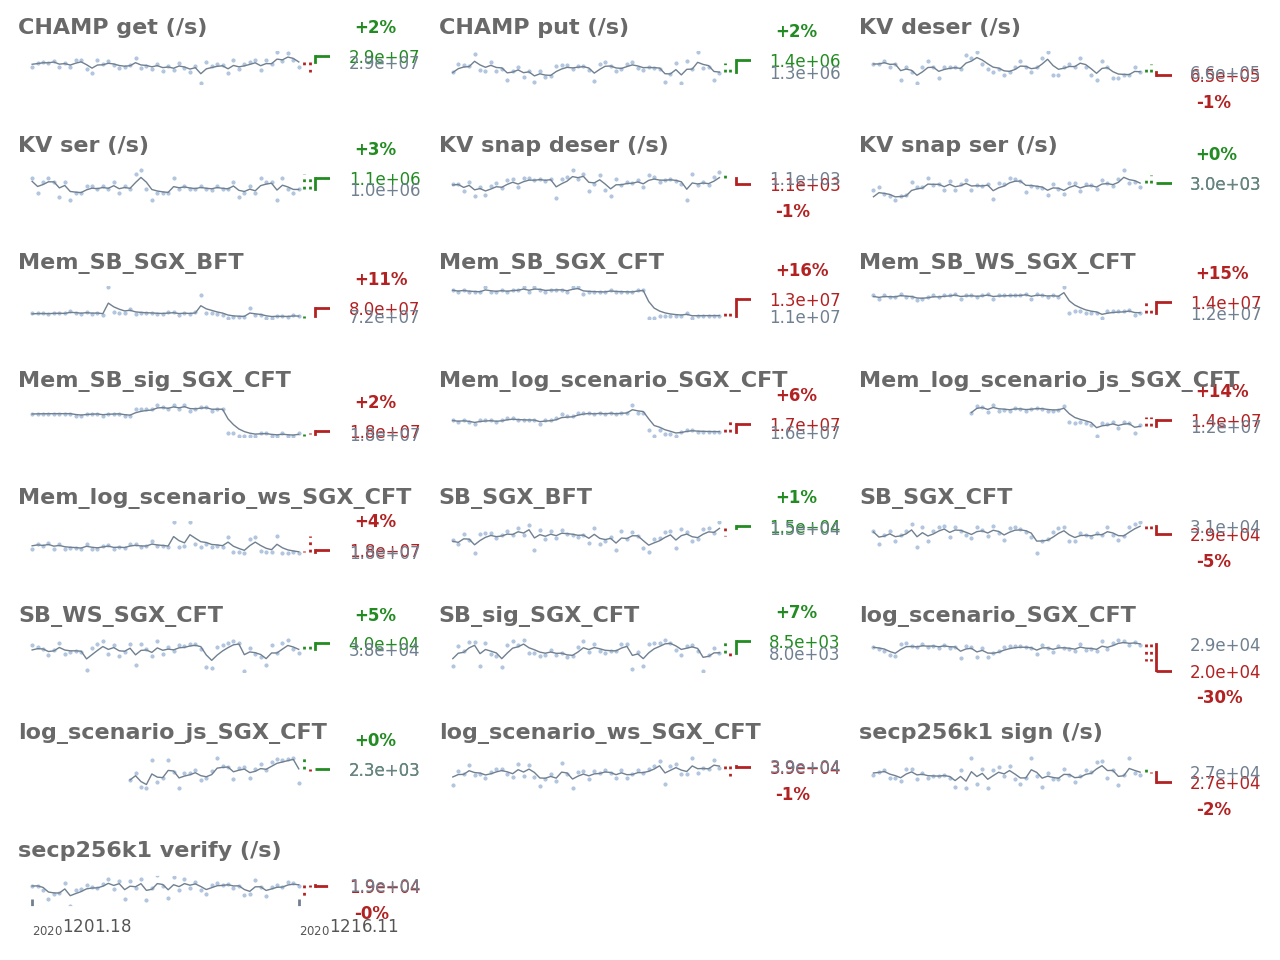 CHAMP get (/s)
+2%
2.9e+07
2.9e+07
CHAMP put (/s)
+2%
1.4e+06
1.3e+06
KV deser (/s)
6.6e+05
6.5e+05
-1%
KV ser (/s)
+3%
1.1e+06
1.0e+06
KV snap deser (/s)
1.1e+03
1.1e+03
-1%
KV snap ser (/s)
+0%
3.0e+03
Mem_SB_SGX_BFT
+11%
8.0e+07
7.2e+07
Mem_SB_SGX_CFT
+16%
1.3e+07
1.1e+07
Mem_SB_WS_SGX_CFT
+15%
1.4e+07
1.2e+07
Mem_SB_sig_SGX_CFT
+2%
1.8e+07
1.8e+07
Mem_log_scenario_SGX_CFT
+6%
1.7e+07
1.6e+07
Mem_log_scenario_js_SGX_CFT
+14%
1.4e+07
1.2e+07
Mem_log_scenario_ws_SGX_CFT
+4%
1.8e+07
1.8e+07
SB_SGX_BFT
+1%
1.5e+04
1.5e+04
SB_SGX_CFT
3.1e+04
2.9e+04
-5%
SB_WS_SGX_CFT
+5%
4.0e+04
3.8e+04
SB_sig_SGX_CFT
+7%
8.5e+03
8.0e+03
log_scenario_SGX_CFT
2.9e+04
2.0e+04
-30%
log_scenario_js_SGX_CFT
+0%
2.3e+03
log_scenario_ws_SGX_CFT
3.9e+04
3.9e+04
-1%
secp256k1 sign (/s)
2.7e+04
2.7e+04
-2%
secp256k1 verify (/s)
1.9e+04
1.9e+04
-0%
2020 1201.18
2020 1216.11